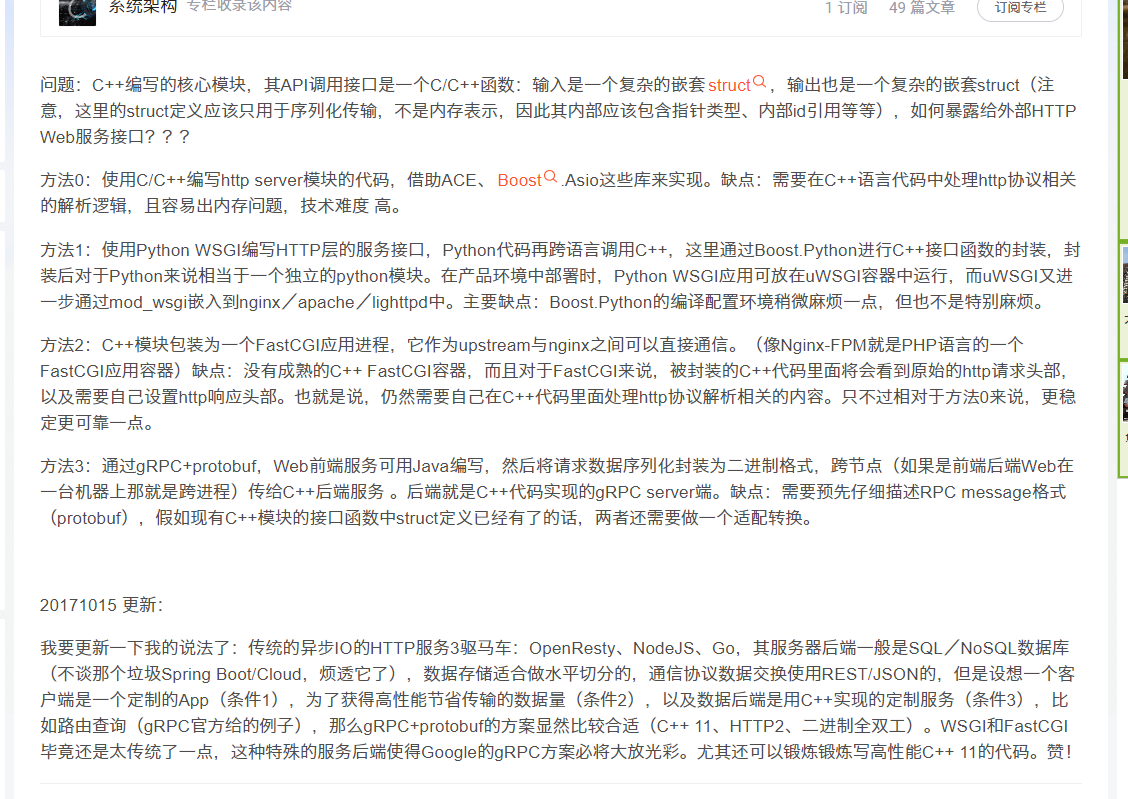 系统架构 专栏收录该内容 1 订阅 49 篇文章 订阅专栏
问题：C++编写的核心模块，其API调用接口是一个C/C++函数：输入是一个复杂的嵌套struct，输出也是一个复杂的嵌套struct（注
意，这里的struct定义应该只用于序列化传输，不是内存表示，因此其内部应该包含指针类型、内部id引用等等），如何暴露给外部HTTP
Web服务接口？？？
方法0：使用C/C++编写http server模块的代码，借助ACE、Boost.Asio这些库来实现。缺点：需要在C++语言代码中处理http协议相关
的解析逻辑，且容易出内存问题，技术难度 高。
方法1：使用Python WSGI编写HTTP层的服务接口，Python代码再跨语言调用C++，这里通过Boost.Python进行C++接口函数的封装，封
装后对于Python来说相当于一个独立的python模块。在产品环境中部署时，Python WSGI应用可放在uWSGI容器中运行，而uWSGI又进
一步通过mod_wsgi嵌入到nginx／apache／lighttpd中。主要缺点：Boost.Python的编译配置环境稍微麻烦一点，但也不是特别麻烦。
方法2：C++模块包装为一个FastCGI应用进程，它作为upstream与nginx之间可以直接通信。（像Nginx-FPM就是PHP语言的一个
FastCGI应用容器）缺点：没有成熟的C++ FastCGI容器，而且对于FastCGI来说，被封装的C++代码里面将会看到原始的http请求头部，
以及需要自己设置http响应头部。也就是说，仍然需要自己在C++代码里面处理http协议解析相关的内容。只不过相对于方法0来说，更稳
定更可靠一点。
方法3：通过gRPC+protobuf，Web前端服务可用Java编写，然后将请求数据序列化封装为二进制格式，跨节点（如果是前端后端Web在
一台机器上那就是跨进程）传给C++后端服务 。后端就是C++代码实现的gRPC server端。缺点：需要预先仔细描述RPC message格式
（protobuf），假如现有C++模块的接口函数中struct定义已经有了的话，两者还需要做一个适配转换。
20171015 更新：
我要更新一下我的说法了：传统的异步IO的HTTP服务3驱马车：OpenResty、NodeJS、Go，其服务器后端一般是SQL／NoSQL数据库
（不谈那个垃圾Spring Boot/Cloud，烦透它了），数据存储适合做水平切分的，通信协议数据交换使用REST/JSON的，但是设想一个客
户端是一个定制的App（条件1），为了获得高性能节省传输的数据量（条件2），以及数据后端是用C++实现的定制服务（条件3），比
如路由查询（gRPC官方给的例子），那么gRPC+protobuf的方案显然比较合适（C++ 11、HTTP2、二进制全双工）。WSGI和FastCGI
毕竟还是太传统了一点，这种特殊的服务后端使得Google的gRPC方案必将大放光彩。尤其还可以锻炼锻炼写高性能C++ 11的代码。赞！